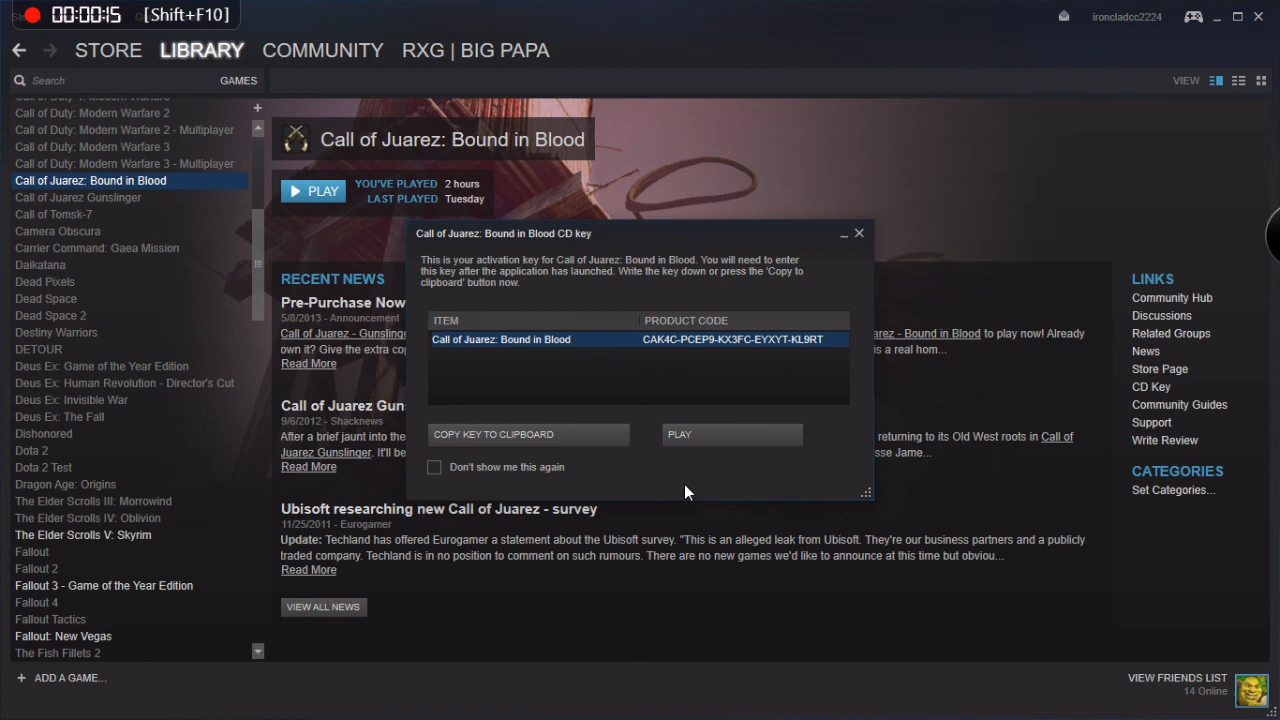 00:00:15 [Shift+F10]
ironcladcc2224
STORE LIBRARY COMMUNITY RXG | BIG PAPA
Search GAMES
VIEW
Call of Duty: Modern Warfare 2
Call of Duty: Modern Warfare 2 - Multiplayer
Call of Duty: Modern Warfare 3
Call of Duty: Modern Warfare 3 - Multiplayer
Call of Juarez: Bound in Blood
Call of Juarez Gunslinger
Call of Tomsk-7
Camera Obscura
Carrier Command: Gaea Mission
Daikatana
Dead Pixels
Dead Space
Dead Space 2
Destiny Warriors
DETOUR
Deus Ex: Game of the Year Edition
Deus Ex: Human Revolution - Director's Cut
Deus Ex: Invisible War
Deus Ex: The Fall
Dishonored
Dota 2
Dota 2 Test
Dragon Age: Origins
The Elder Scrolls III: Morrowind
The Elder Scrolls IV: Oblivion
The Elder Scrolls V: Skyrim
Fallout
Fallout 2
Fallout 3 - Game of the Year Edition
Fallout 4
Fallout Tactics
Fallout: New Vegas
The Fish Fillets 2
+ ADD A GAME...
Call of Juarez: Bound in Blood
PLAY
YOU'VE PLAYED 2 hours
LAST PLAYED Tuesday
Call of Juarez: Bound in Blood CD key
This is your activation key for Call of Juarez: Bound in Blood. You will need to enter
this key after the application has launched. Write the key down or press the 'Copy to
clipboard' button now.
ITEM PRODUCT CODE
Call of Juarez: Bound in Blood CAK4C-PCEP9-KX3FC-EYXYT-KL9RT
COPY KEY TO CLIPBOARD PLAY
Don't show me this again
RECENT NEWS
Pre-Purchase Now
5/8/2013 - Announcement
Call of Juarez - Gunslinge arez - Bound in Blood to play now! Already
own it? Give the extra cop is a real hom...
Read More
Call of Juarez Gun
9/6/2012 - Shacknews
After a brief jaunt into the returning to its Old West roots in Call of
Juarez Gunslinger. It'll be sse Jame...
Read More
Ubisoft researching new Call of Juarez - survey
11/25/2011 - Eurogamer
Update: Techland has offered Eurogamer a statement about the Ubisoft survey. "This is an alleged leak from Ubisoft. They're our business partners and a publicly
traded company. Techland is in no position to comment on such rumours. There are no new games we'd like to announce at this time but obviou...
Read More
VIEW ALL NEWS
LINKS
Community Hub
Discussions
Related Groups
News
Store Page
CD Key
Community Guides
Support
Write Review
CATEGORIES
Set Categories...
VIEW FRIENDS LIST
14 Online